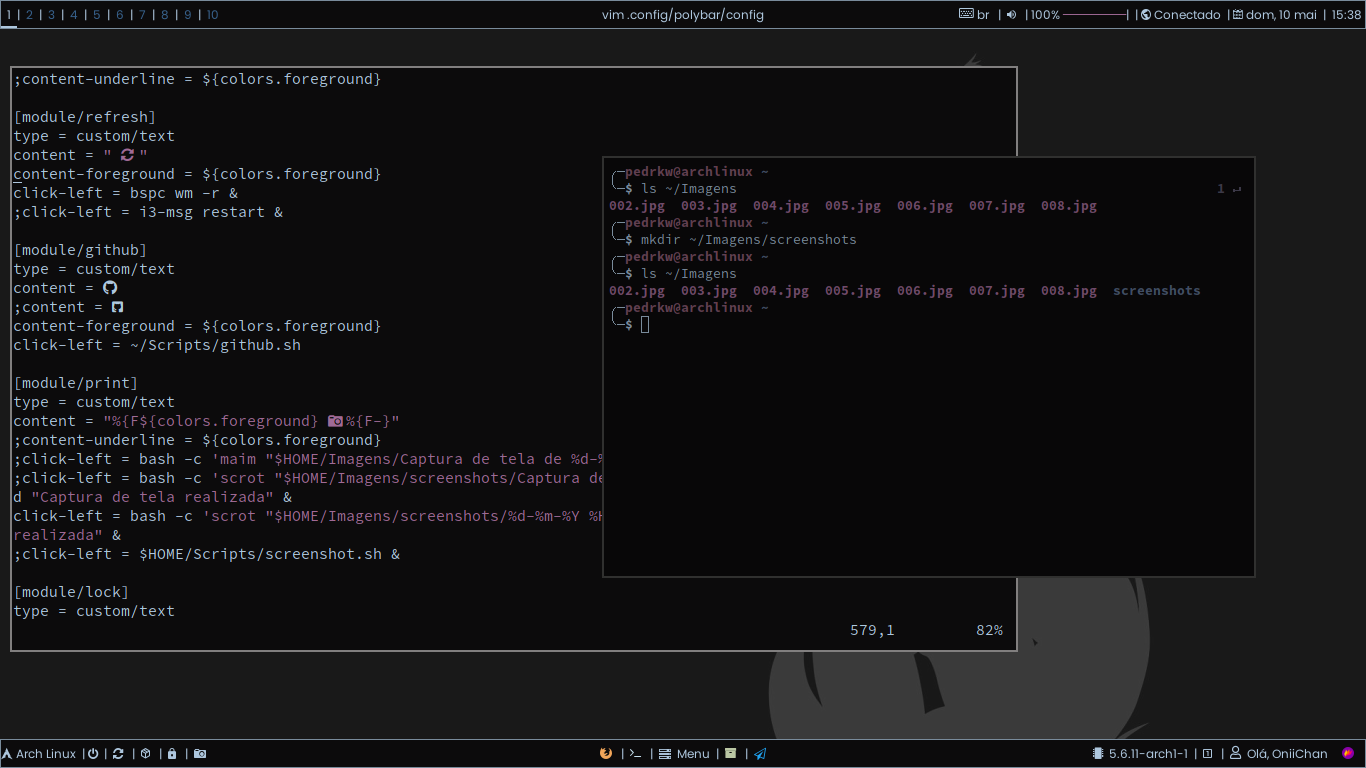 1 | 2 | 3 | 4 | 5 | 6 | 7 | 8 | 9 | 10
vim .config/polybar/config
br | | 100% | | Conectado | dom, 10 mai | 15:38
;content-underline = ${colors.foreground}
[module/refresh]
type = custom/text
content = " "
content-foreground = ${colors.foreground}
click-left = bspc wm -r &
;click-left = i3-msg restart &
[module/github]
type = custom/text
content =
;content =
content-foreground = ${colors.foreground}
click-left = ~/Scripts/github.sh
[module/print]
type = custom/text
content = "%{F${colors.foreground} %{F-}"
;content-underline = ${colors.foreground}
;click-left = bash -c 'maim "$HOME/Imagens/Captura de tela de %d-%
;click-left = bash -c 'scrot "$HOME/Imagens/screenshots/Captura de
d "Captura de tela realizada" &
click-left = bash -c 'scrot "$HOME/Imagens/screenshots/%d-%m-%Y %H
realizada" &
;click-left = $HOME/Scripts/screenshot.sh &
[module/lock]
type = custom/text
579,1 82%
pedrkw@archlinux ~
$ ls ~/Imagens 1 ↵
002.jpg 003.jpg 004.jpg 005.jpg 006.jpg 007.jpg 008.jpg
pedrkw@archlinux ~
$ mkdir ~/Imagens/screenshots
pedrkw@archlinux ~
$ ls ~/Imagens
002.jpg 003.jpg 004.jpg 005.jpg 006.jpg 007.jpg 008.jpg screenshots
pedrkw@archlinux ~
$
Arch Linux | | | | |
| | Menu | |
5.6.11-arch1-1 | 1 | Olá, OniiChan